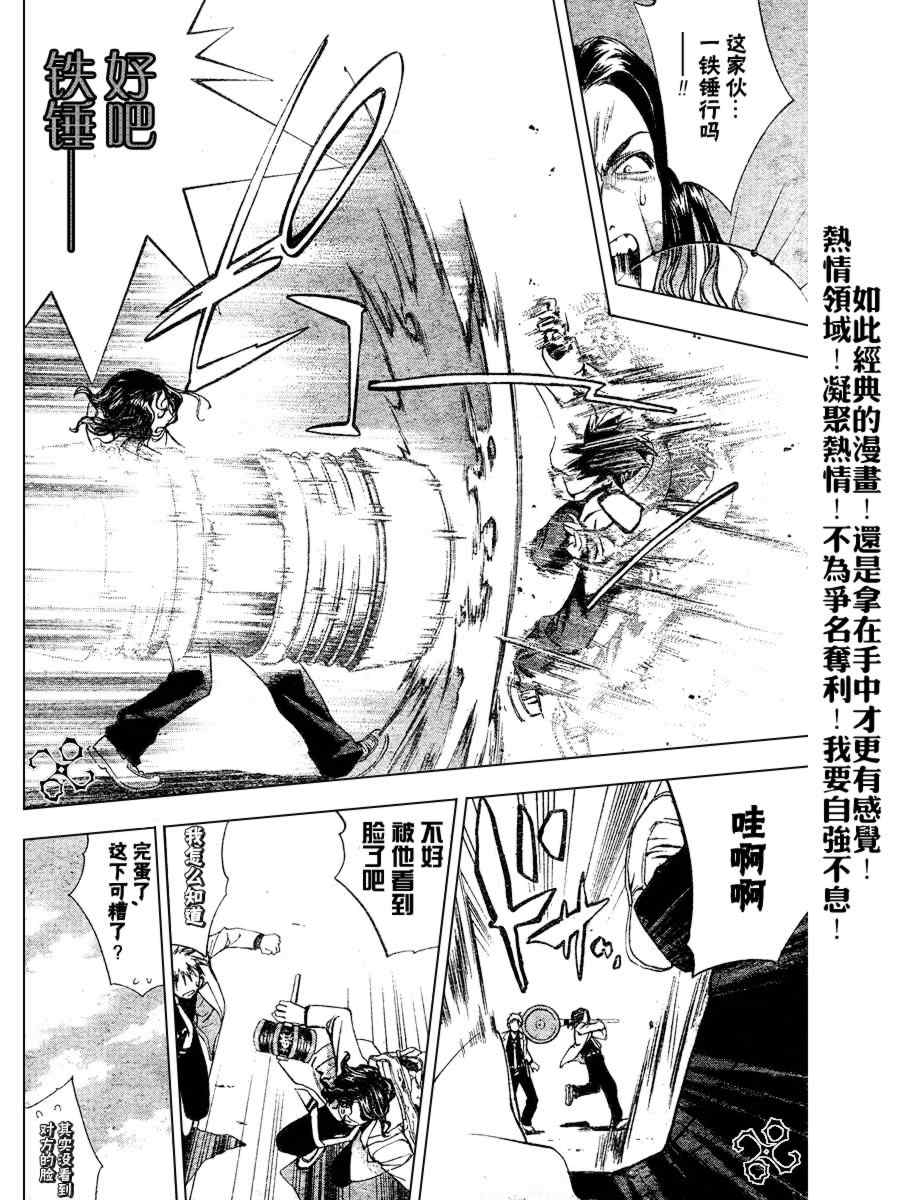 这家伙…
一铁锤行吗
——!!
好吧
铁锤——
哇啊啊
不好
被他看到
脸了吧
我怎么知道
完蛋了、
这下可糟了？
其实没看到
对方的脸
如此經典的漫畫！還是拿在手中才更有感覺！
熱情領域！凝聚熱情！不為爭名奪利！我要自強不息！